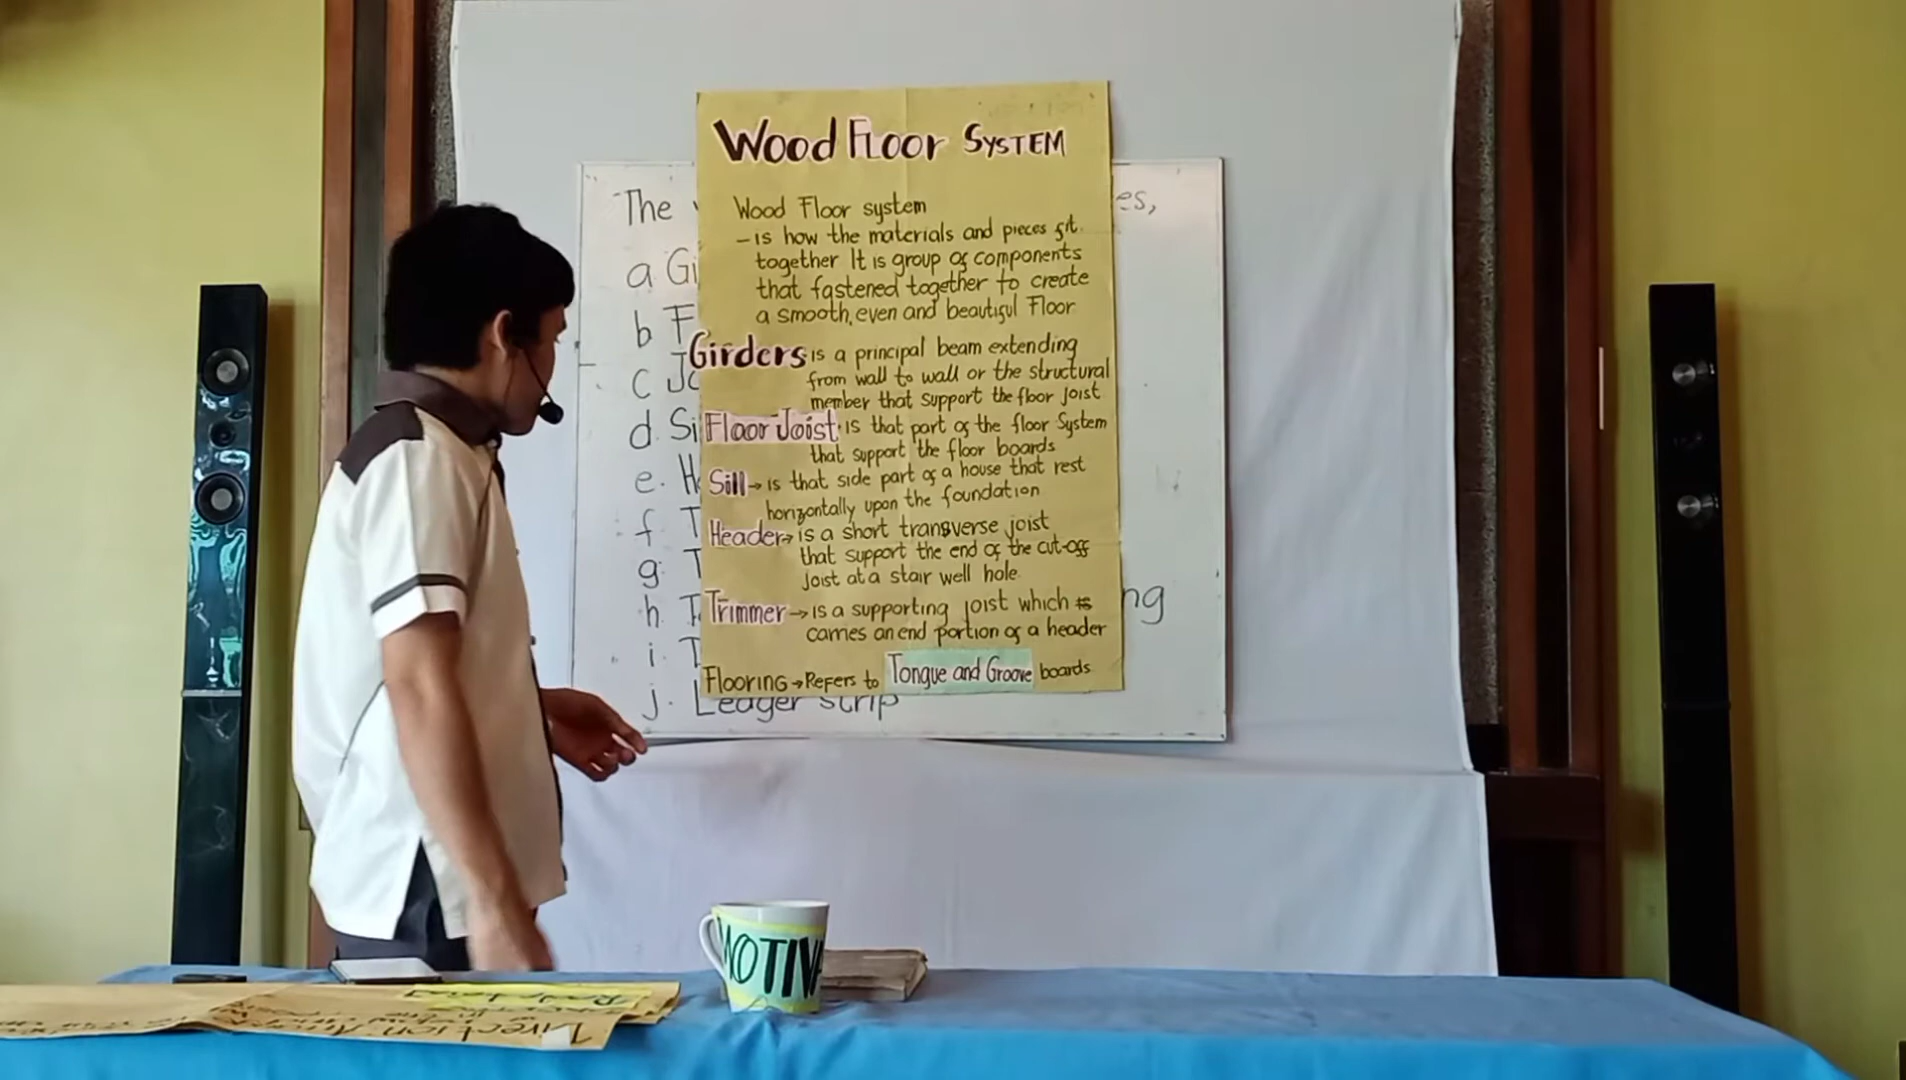 Wood Floor System
Wood Floor system
- is how the materials and pieces fit
together It is group of components
that fastened together to create
a smooth, even and beautiful Floor
Girders is a principal beam extending
from wall to wall or the structural
member that support the floor joist
Floor Joist is that part of the floor System
that support the floor boards
Sill → is that side part of a house that rest
horizontally upon the foundation
Header → is a short transverse joist
that support the end of the cut-off
joist at a stair well hole.
Trimmer → is a supporting joist which
carries an end portion of a header
Flooring → Refers to Tongue and Groove boards
The
es,
a Gi
b F
c Jo
d. Si
e. H
f T
g. T
h. T
ng
i. T
j. Ledger strip
MOTIV